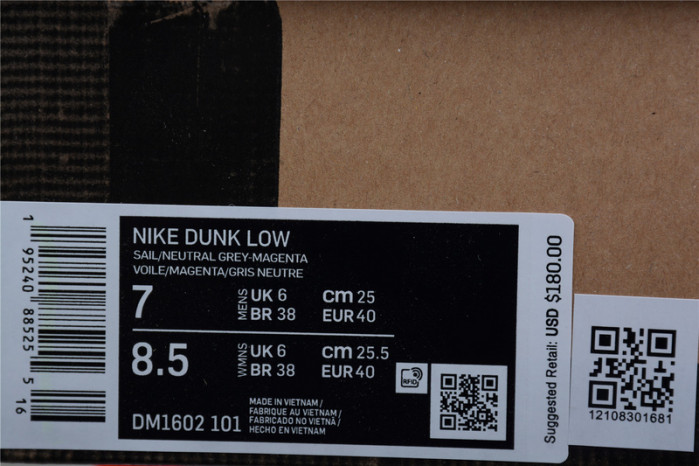 1 95240 88525 5 16
NIKE DUNK LOW
SAIL/NEUTRAL GREY-MAGENTA
VOILE/MAGENTA/GRIS NEUTRE
7 MENS UK 6 cm 25
BR 38 EUR 40
8.5 WMNS UK 6 cm 25.5
BR 38 EUR 40
RFID
DM1602 101
MADE IN VIETNAM/
FABRIQUE AU VIETNAM/
FABRICADO NO VIETNÃ/
HECHO EN VIETNAM
Suggested Retail: USD $180.00
12108301681